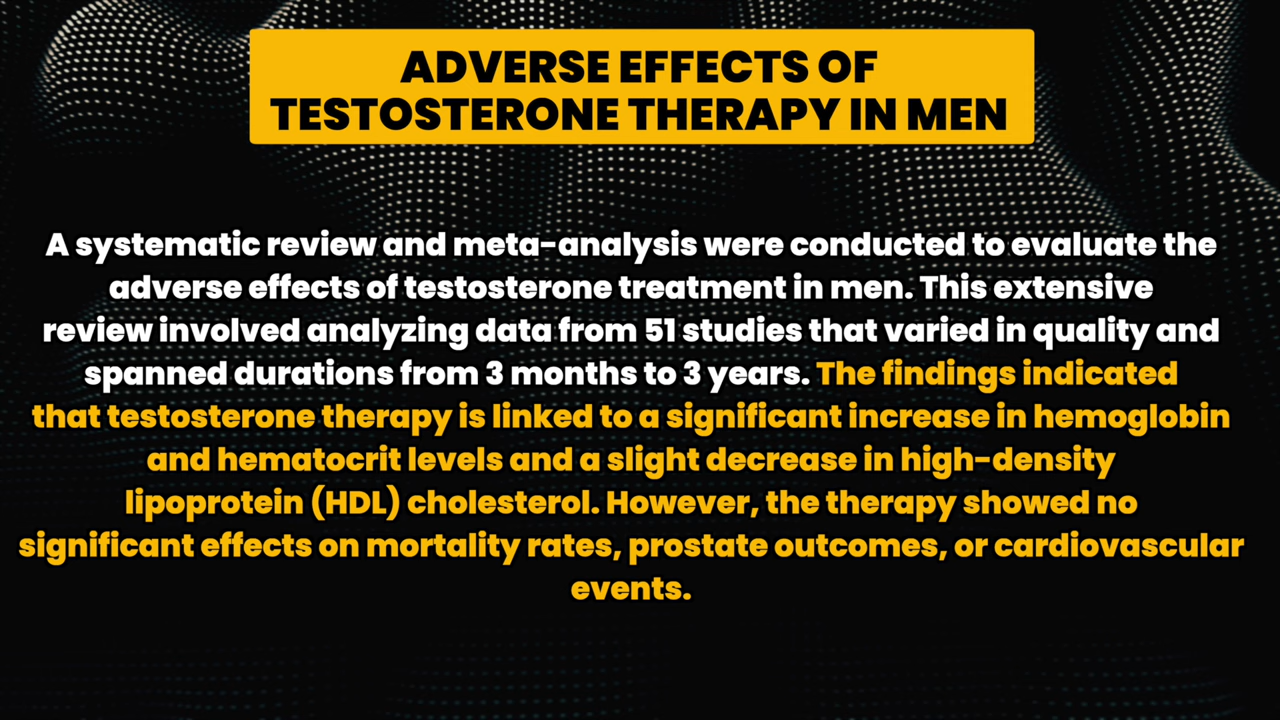 ADVERSE EFFECTS OF
TESTOSTERONE THERAPY IN MEN
A systematic review and meta-analysis were conducted to evaluate the
adverse effects of testosterone treatment in men. This extensive
review involved analyzing data from 51 studies that varied in quality and
spanned durations from 3 months to 3 years. The findings indicated
that testosterone therapy is linked to a significant increase in hemoglobin
and hematocrit levels and a slight decrease in high-density
lipoprotein (HDL) cholesterol. However, the therapy showed no
significant effects on mortality rates, prostate outcomes, or cardiovascular
events.